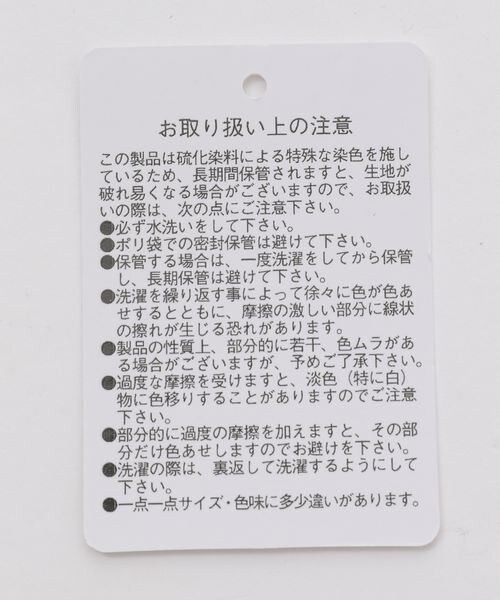 お取り扱い上の注意
この製品は硫化染料による特殊な染色を施し
ているため、長期間保管されますと、生地が
破れ易くなる場合がございますので、お取扱
いの際は、次の点にご注意下さい。
●必ず水洗いをして下さい。
●ポリ袋での密封保管は避けて下さい。
●保管する場合は、一度洗濯をしてから保管
し、長期保管は避けて下さい。
●洗濯を繰り返す事によって徐々に色が色あ
せするとともに、摩擦の激しい部分に線状
の擦れが生じる恐れがあります。
●製品の性質上、部分的に若干、色ムラがあ
る場合がございますが、予めご了承下さい。
●過度な摩擦を受けますと、淡色（特に白）
物に色移りすることがありますのでご注意
下さい。
●部分的に過度の摩擦を加えますと、その部
分だけ色あせしますのでお避けを下さい。
●洗濯の際は、裏返して洗濯するようにして
下さい。
●一点一点サイズ・色味に多少違いがあります。